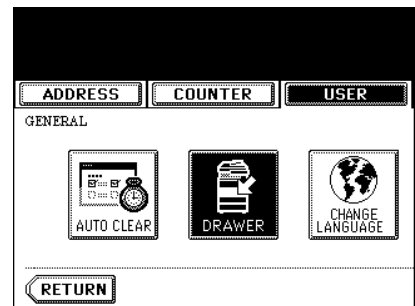 ADDRESS COUNTER USER
GENERAL
AUTO CLEAR
DRAWER
CHANGE
LANGUAGE
RETURN